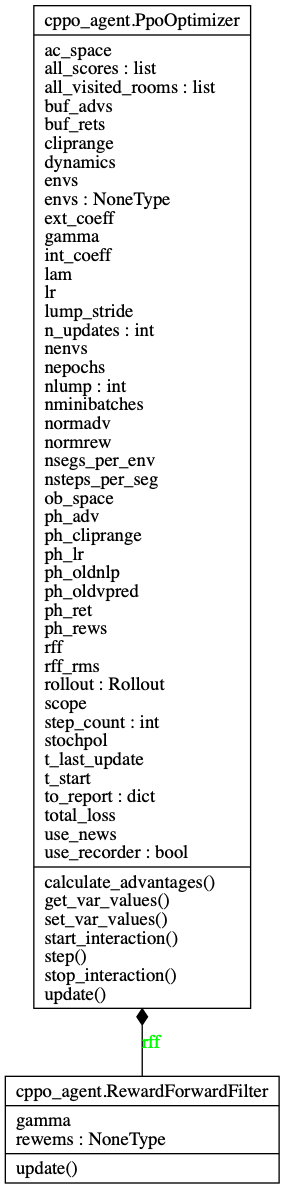 cppo_agent.PpoOptimizer
ac_space
all_scores : list
all_visited_rooms : list
buf_advs
buf_rets
cliprange
dynamics
envs
envs : NoneType
ext_coeff
gamma
int_coeff
lam
lr
lump_stride
n_updates : int
nenvs
nepochs
nlump : int
nminibatches
normadv
normrew
nsegs_per_env
nsteps_per_seg
ob_space
ph_adv
ph_cliprange
ph_lr
ph_oldnlp
ph_oldvpred
ph_ret
ph_rews
rff
rff_rms
rollout : Rollout
scope
step_count : int
stochpol
t_last_update
t_start
to_report : dict
total_loss
use_news
use_recorder : bool
calculate_advantages()
get_var_values()
set_var_values()
start_interaction()
step()
stop_interaction()
update()
rff
cppo_agent.RewardForwardFilter
gamma
rewems : NoneType
update()